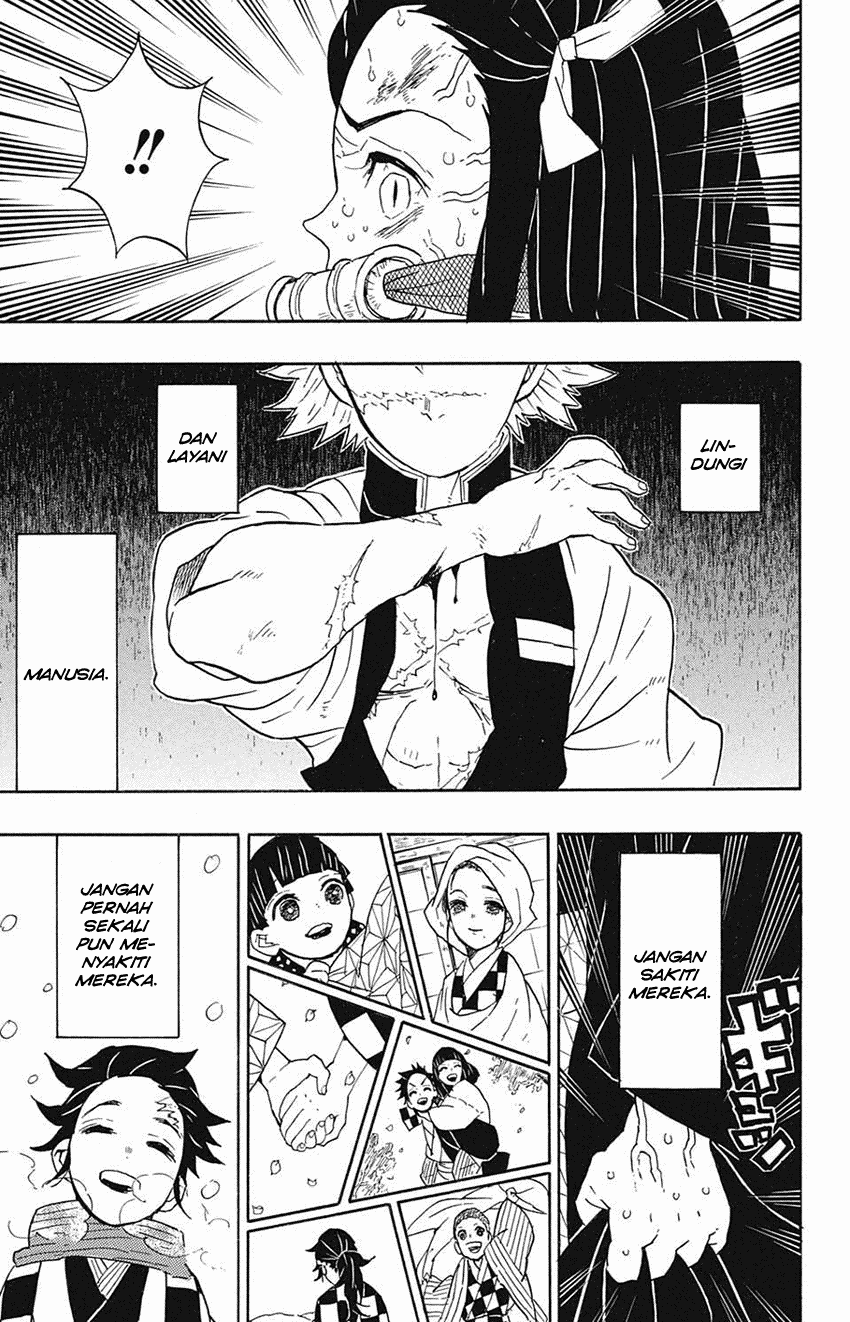 !!
LIN-
DUNGI
DAN
LAYANI
MANUSIA.
JANGAN
SAKITI
MEREKA.
JANGAN
PERNAH
SEKALI
PUN ME-
NYAKITI
MEREKA.